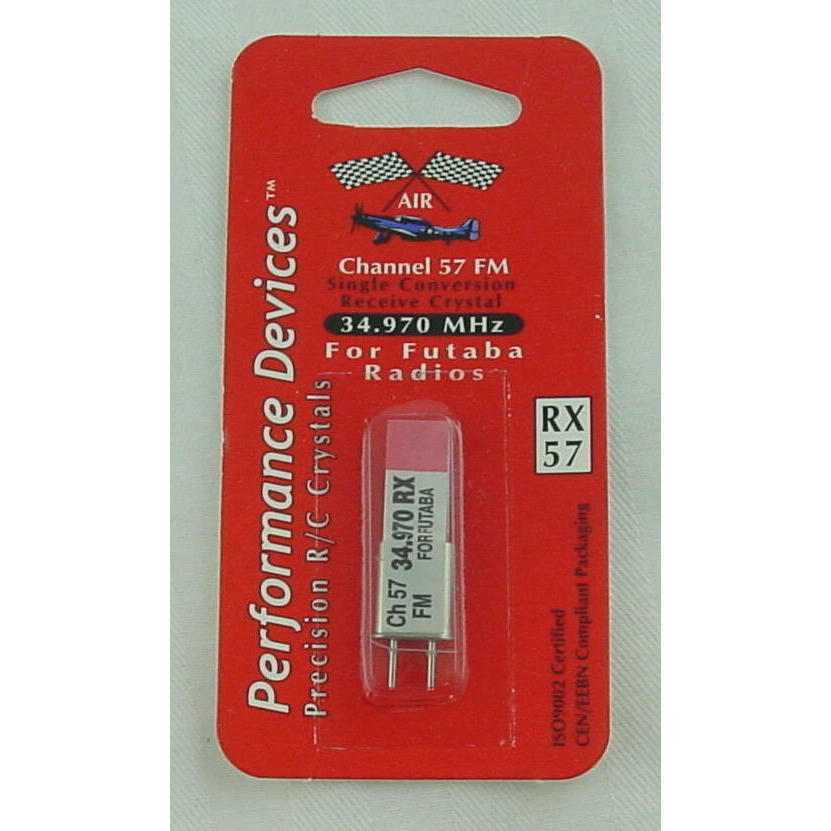 AIR
Channel 57 FM
Single Conversion
Receive Crystal
34.970 MHz
For Futaba
Radios
Performance Devices™
Precision R/C Crystals
RX
57
Ch 57 34.970 RX
FM FOR FUTABA
ISO9002 Certified
CEN/EEBN Compliant Packaging